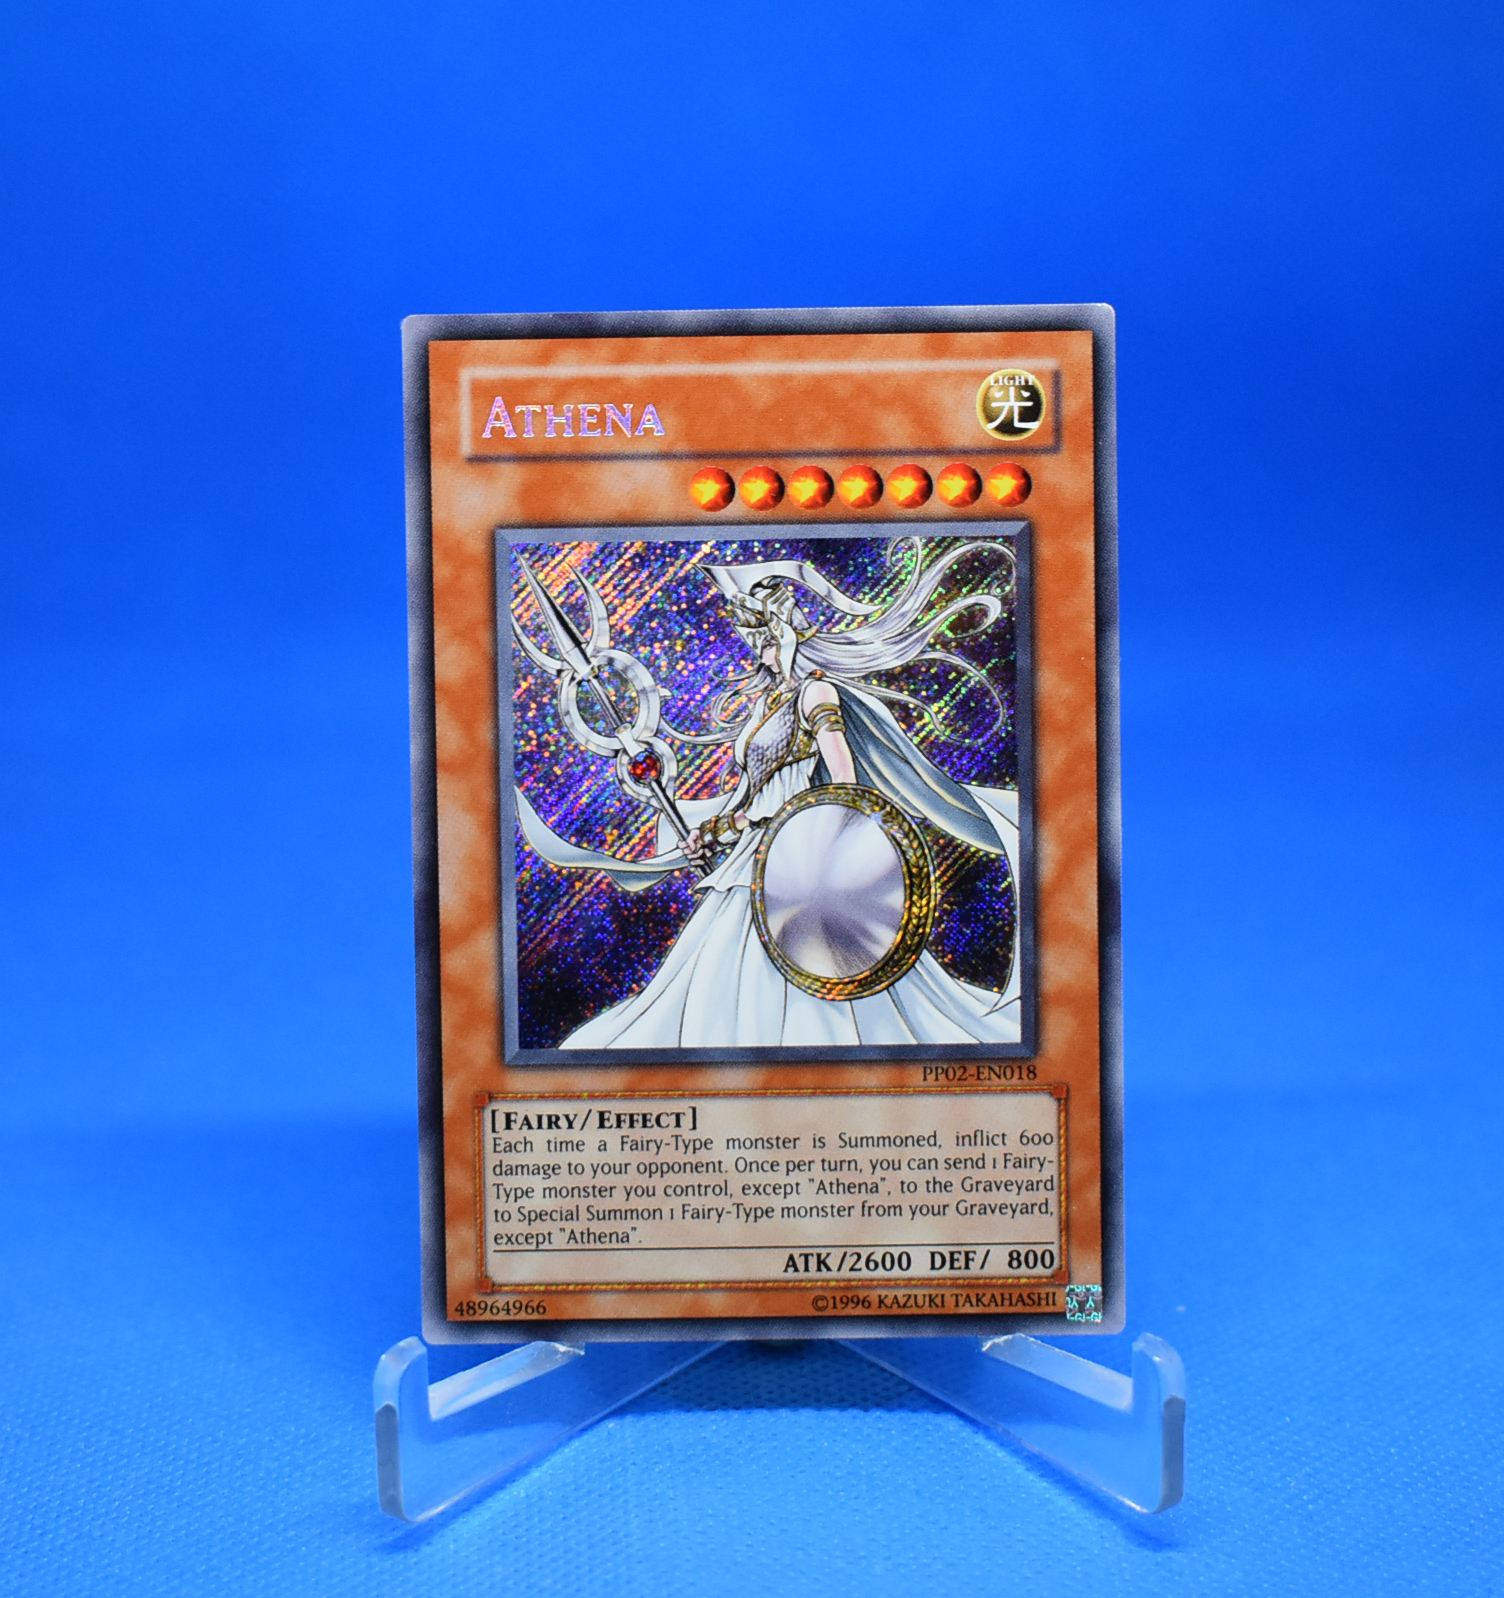 ATHENA
LIGHT
光
PP02-EN018
[FAIRY/EFFECT]
Each time a Fairy-Type monster is Summoned, inflict 600
damage to your opponent. Once per turn, you can send 1 Fairy-
Type monster you control, except "Athena", to the Graveyard
to Special Summon 1 Fairy-Type monster from your Graveyard,
except "Athena".
ATK/2600 DEF/ 800
48964966
©1996 KAZUKI TAKAHASHI